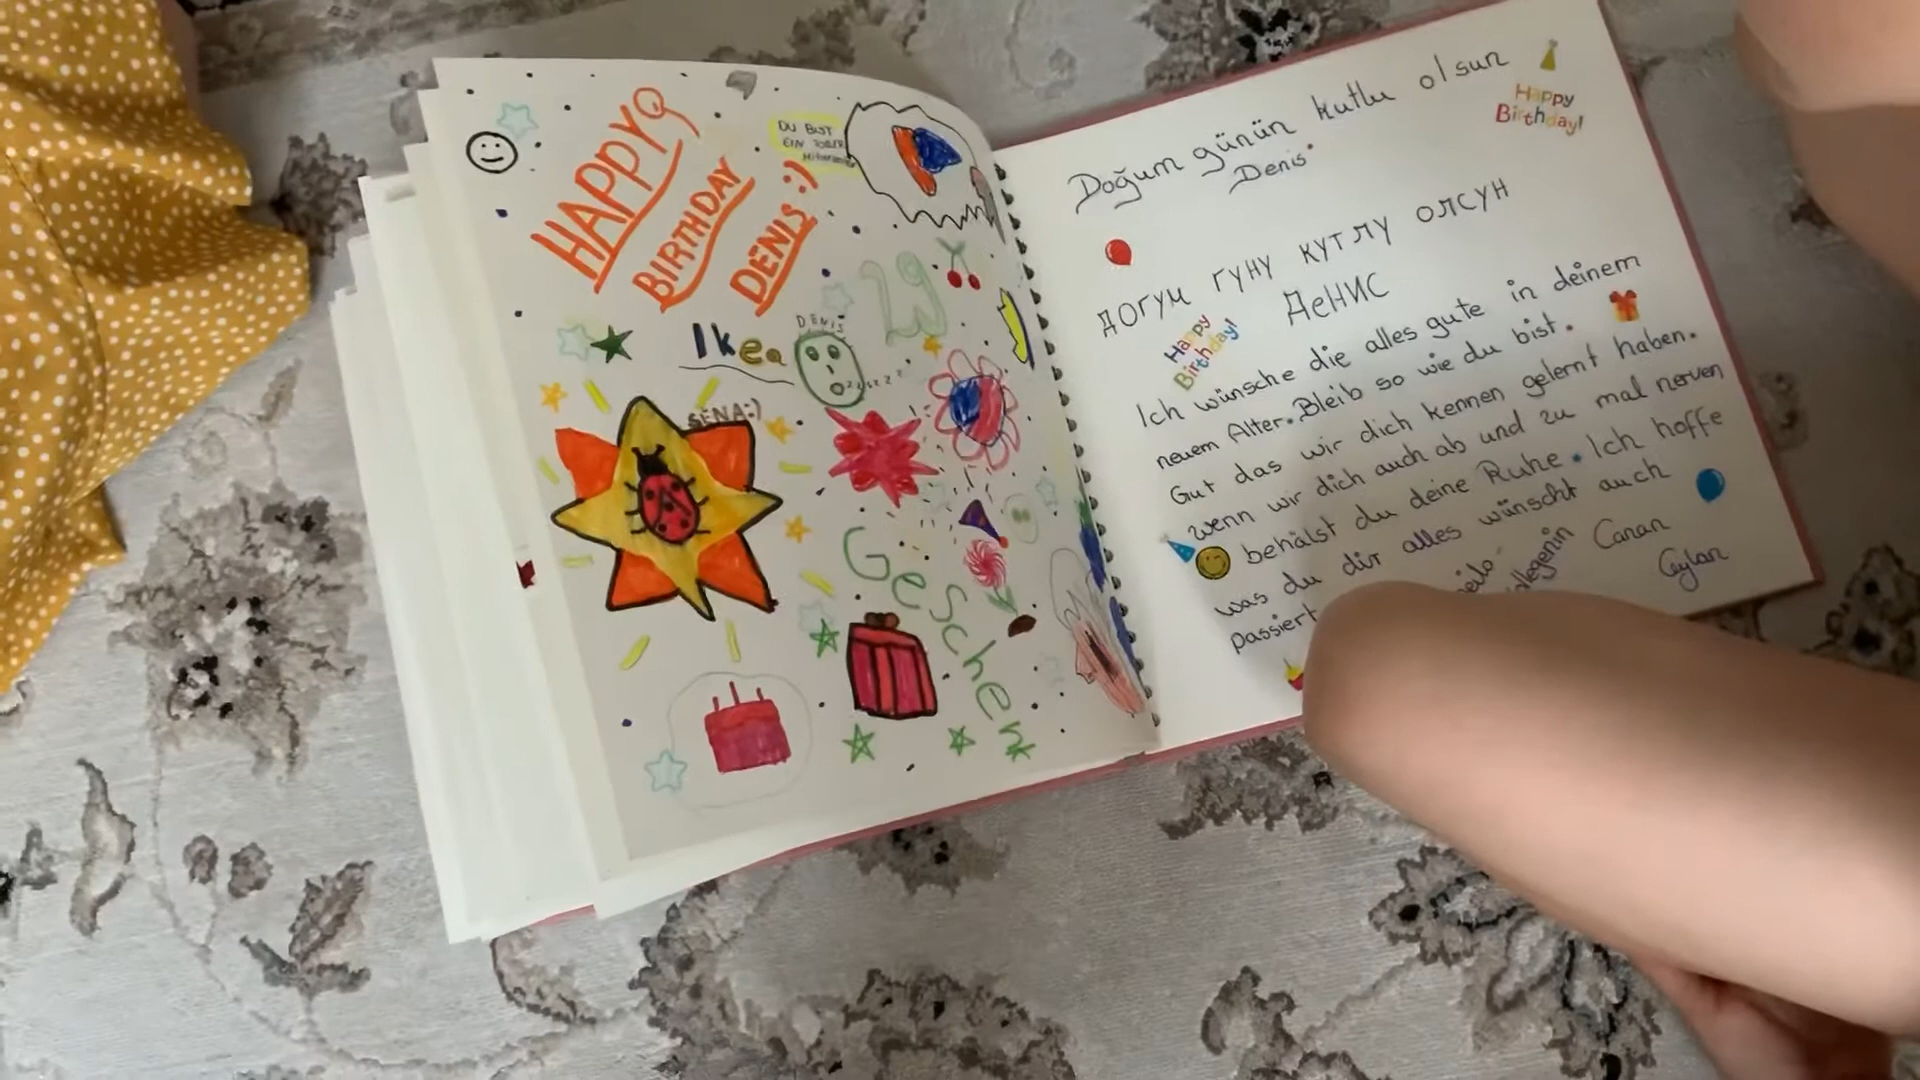 HAPPY
BIRTHDAY
DENIS :)
DU BIST
EIN TOLLER
Ikea
DENIS
19
SENA:)
GeSchenk
Doğum günün kutlu olsun
Denis
Happy
Birthday!
ДОГУМ ГУНУ КУТЛУ ОЛСУН
ДеНИС
Happy
Birthday!
Ich wünsche die alles gute in deinem
neuem Alter. Bleib so wie du bist.
Gut das wir dich kennen gelernt haben.
wenn wir dich auch ab und zu mal nerven
behälst du deine Ruhe. Ich hoffe
was du dir alles wünscht auch
passiert
Canan
Ceylan